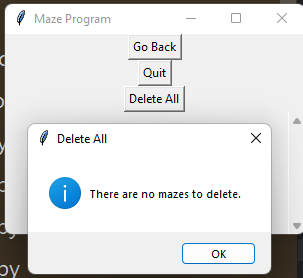 Maze Program
Go Back
Quit
Delete All
Delete All
There are no mazes to delete.
OK